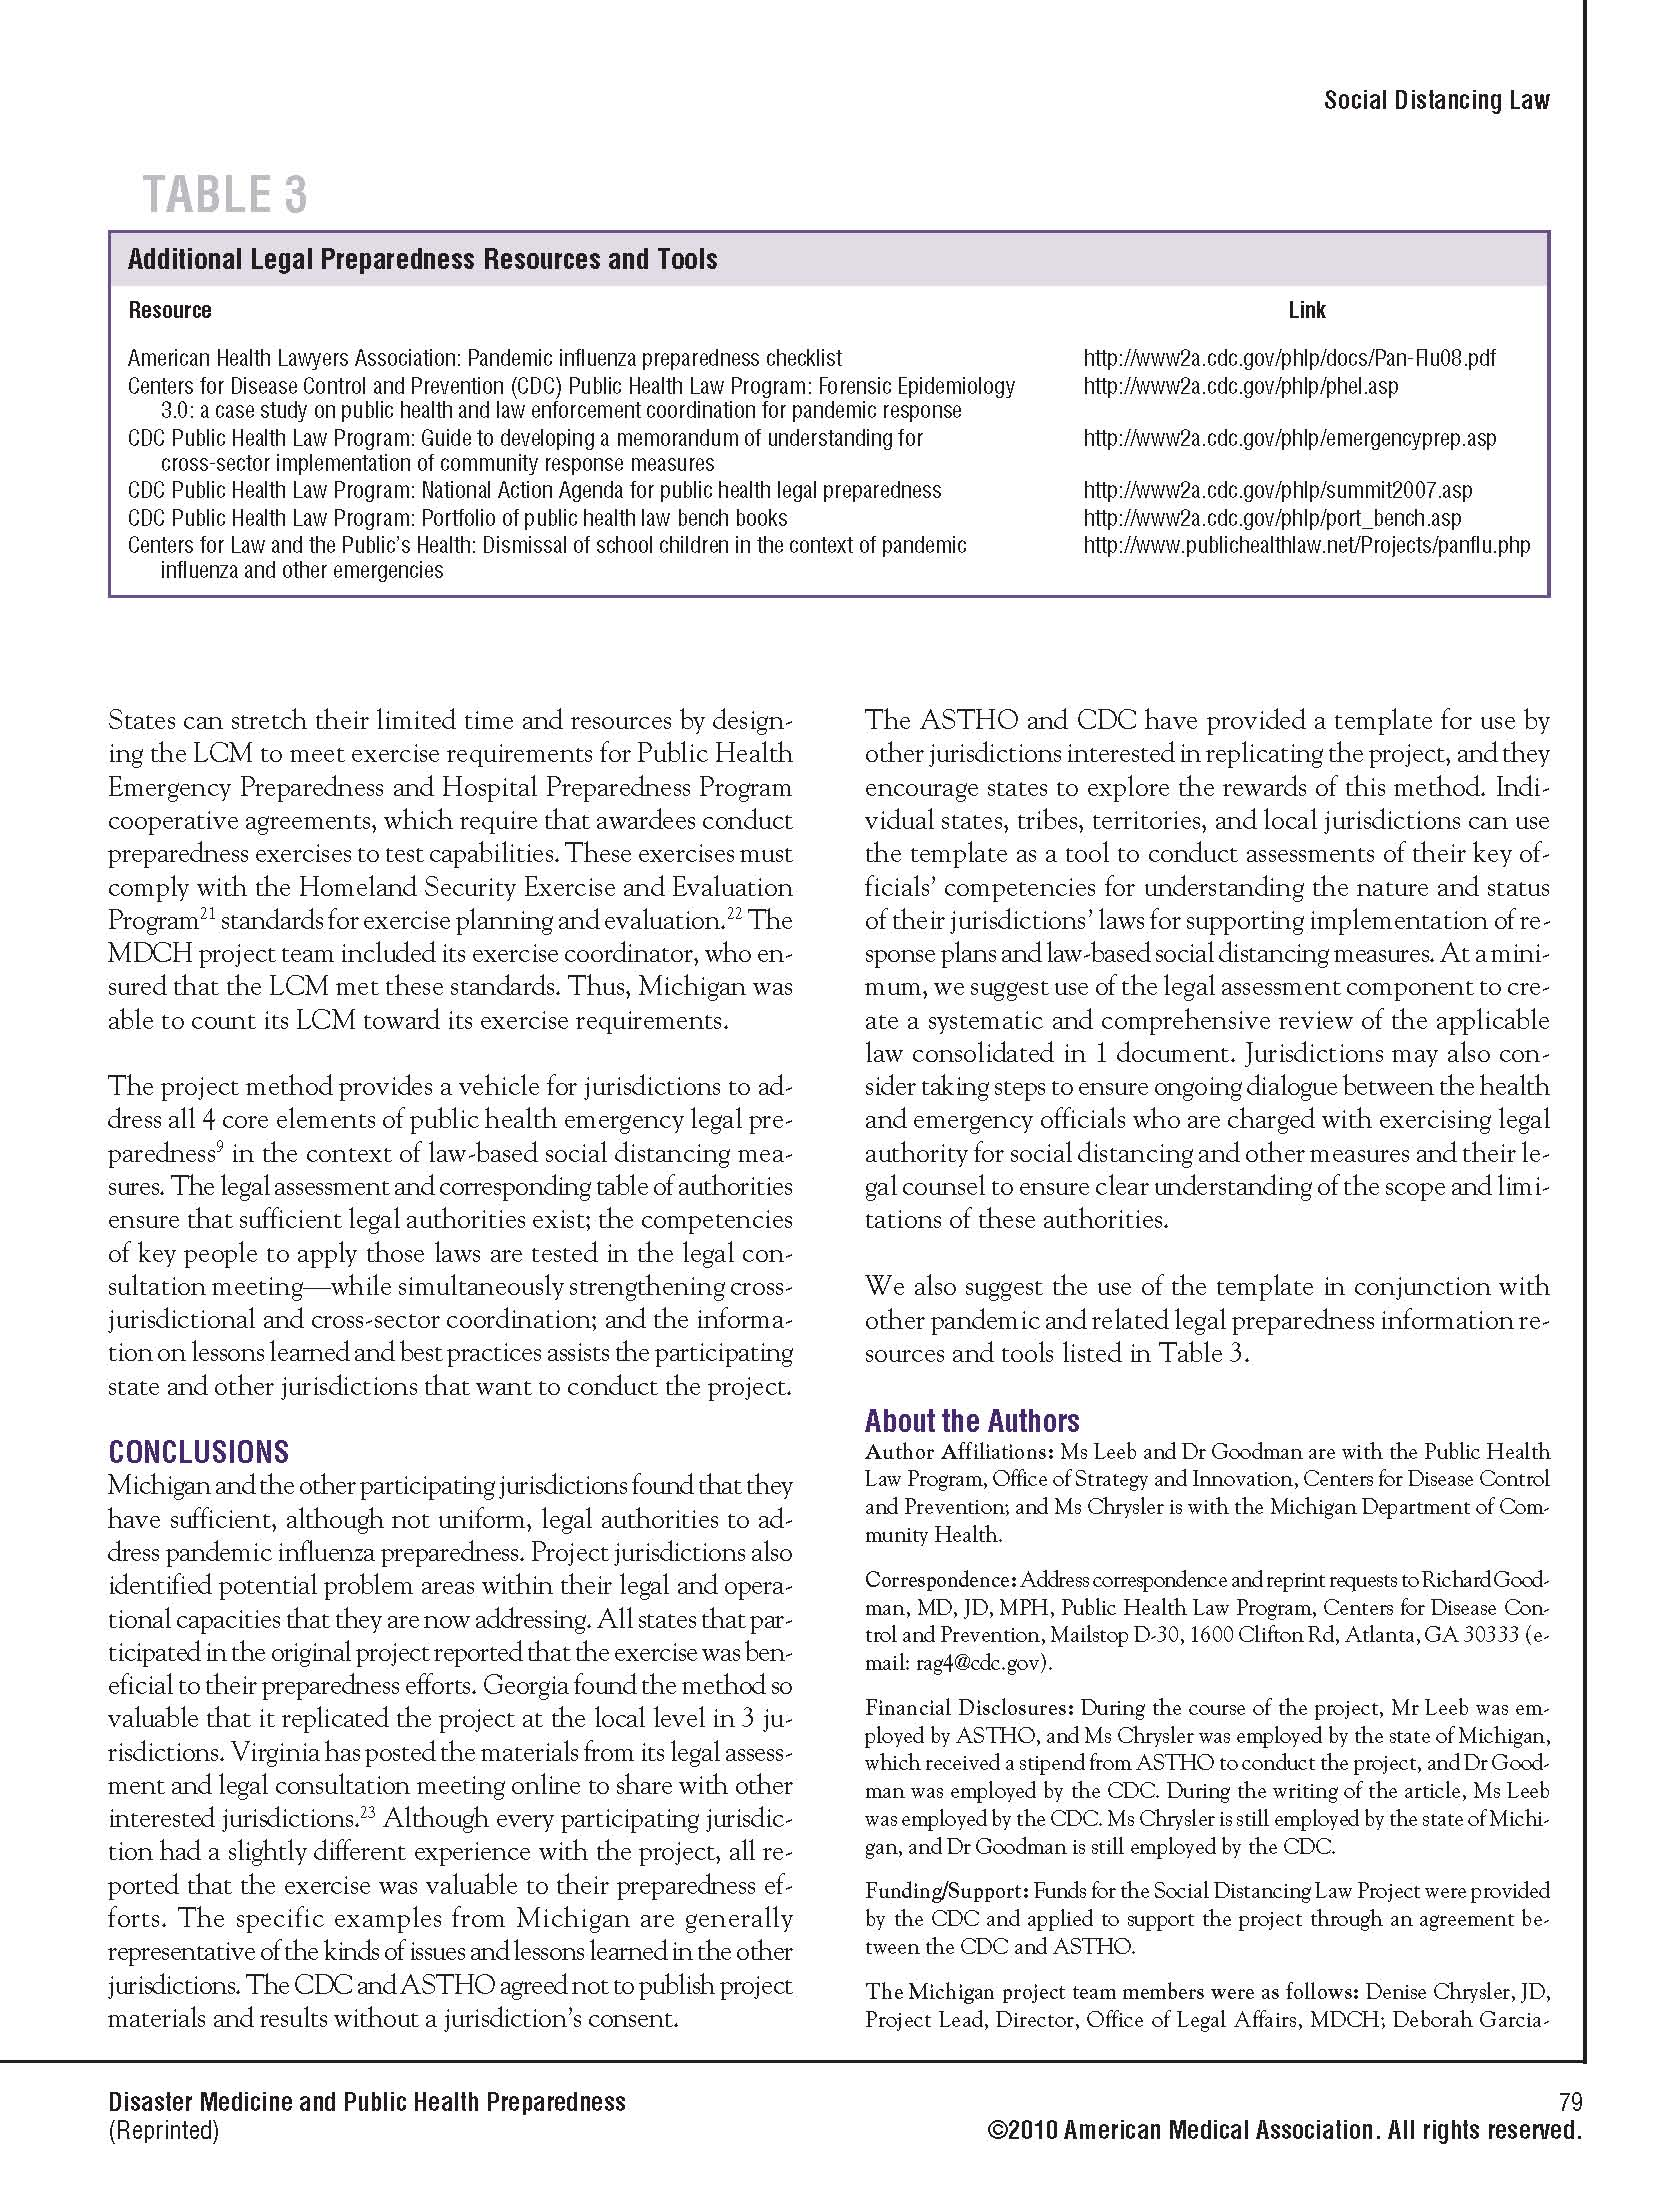 Social Distancing Law
TABLE 3
Additional Legal Preparedness Resources and Tools
Resource Link
American Health Lawyers Association: Pandemic influenza preparedness checklist http://www2a.cdc.gov/phlp/docs/Pan-Flu08.pdf
Centers for Disease Control and Prevention (CDC) Public Health Law Program: Forensic Epidemiology http://www2a.cdc.gov/phlp/phel.asp
3.0: a case study on public health and law enforcement coordination for pandemic response
CDC Public Health Law Program: Guide to developing a memorandum of understanding for http://www2a.cdc.gov/phlp/emergencyprep.asp
cross-sector implementation of community response measures
CDC Public Health Law Program: National Action Agenda for public health legal preparedness http://www2a.cdc.gov/phlp/summit2007.asp
CDC Public Health Law Program: Portfolio of public health law bench books http://www2a.cdc.gov/phlp/port_bench.asp
Centers for Law and the Public's Health: Dismissal of school children in the context of pandemic http://www.publichealthlaw.net/Projects/panflu.php
influenza and other emergencies
States can stretch their limited time and resources by design-
ing the LCM to meet exercise requirements for Public Health
Emergency Preparedness and Hospital Preparedness Program
cooperative agreements, which require that awardees conduct
preparedness exercises to test capabilities. These exercises must
comply with the Homeland Security Exercise and Evaluation
Program21 standards for exercise planning and evaluation.22 The
MDCH project team included its exercise coordinator, who en-
sured that the LCM met these standards. Thus, Michigan was
able to count its LCM toward its exercise requirements.
The project method provides a vehicle for jurisdictions to ad-
dress all 4 core elements of public health emergency legal pre-
paredness9 in the context of law-based social distancing mea-
sures. The legal assessment and corresponding table of authorities
ensure that sufficient legal authorities exist; the competencies
of key people to apply those laws are tested in the legal con-
sultation meeting—while simultaneously strengthening cross-
jurisdictional and cross-sector coordination; and the informa-
tion on lessons learned and best practices assists the participating
state and other jurisdictions that want to conduct the project.
CONCLUSIONS
Michigan and the other participating jurisdictions found that they
have sufficient, although not uniform, legal authorities to ad-
dress pandemic influenza preparedness. Project jurisdictions also
identified potential problem areas within their legal and opera-
tional capacities that they are now addressing. All states that par-
ticipated in the original project reported that the exercise was ben-
eficial to their preparedness efforts. Georgia found the method so
valuable that it replicated the project at the local level in 3 ju-
risdictions. Virginia has posted the materials from its legal assess-
ment and legal consultation meeting online to share with other
interested jurisdictions.23 Although every participating jurisdic-
tion had a slightly different experience with the project, all re-
ported that the exercise was valuable to their preparedness ef-
forts. The specific examples from Michigan are generally
representative of the kinds of issues and lessons learned in the other
jurisdictions. The CDC and ASTHO agreed not to publish project
materials and results without a jurisdiction's consent.
The ASTHO and CDC have provided a template for use by
other jurisdictions interested in replicating the project, and they
encourage states to explore the rewards of this method. Indi-
vidual states, tribes, territories, and local jurisdictions can use
the template as a tool to conduct assessments of their key of-
ficials' competencies for understanding the nature and status
of their jurisdictions' laws for supporting implementation of re-
sponse plans and law-based social distancing measures. At a mini-
mum, we suggest use of the legal assessment component to cre-
ate a systematic and comprehensive review of the applicable
law consolidated in 1 document. Jurisdictions may also con-
sider taking steps to ensure ongoing dialogue between the health
and emergency officials who are charged with exercising legal
authority for social distancing and other measures and their le-
gal counsel to ensure clear understanding of the scope and limi-
tations of these authorities.
We also suggest the use of the template in conjunction with
other pandemic and related legal preparedness information re-
sources and tools listed in Table 3.
About the Authors
Author Affiliations: Ms Leeb and Dr Goodman are with the Public Health
Law Program, Office of Strategy and Innovation, Centers for Disease Control
and Prevention; and Ms Chrysler is with the Michigan Department of Com-
munity Health.
Correspondence: Address correspondence and reprint requests to Richard Good-
man, MD, JD, MPH, Public Health Law Program, Centers for Disease Con-
trol and Prevention, Mailstop D-30, 1600 Clifton Rd, Atlanta, GA 30333 (e-
mail: rag4@cdc.gov).
Financial Disclosures: During the course of the project, Mr Leeb was em-
ployed by ASTHO, and Ms Chrysler was employed by the state of Michigan,
which received a stipend from ASTHO to conduct the project, and Dr Good-
man was employed by the CDC. During the writing of the article, Ms Leeb
was employed by the CDC. Ms Chrysler is still employed by the state of Michi-
gan, and Dr Goodman is still employed by the CDC.
Funding/Support: Funds for the Social Distancing Law Project were provided
by the CDC and applied to support the project through an agreement be-
tween the CDC and ASTHO.
The Michigan project team members were as follows: Denise Chrysler, JD,
Project Lead, Director, Office of Legal Affairs, MDCH; Deborah Garcia-
Disaster Medicine and Public Health Preparedness 79
(Reprinted) ©2010 American Medical Association. All rights reserved.